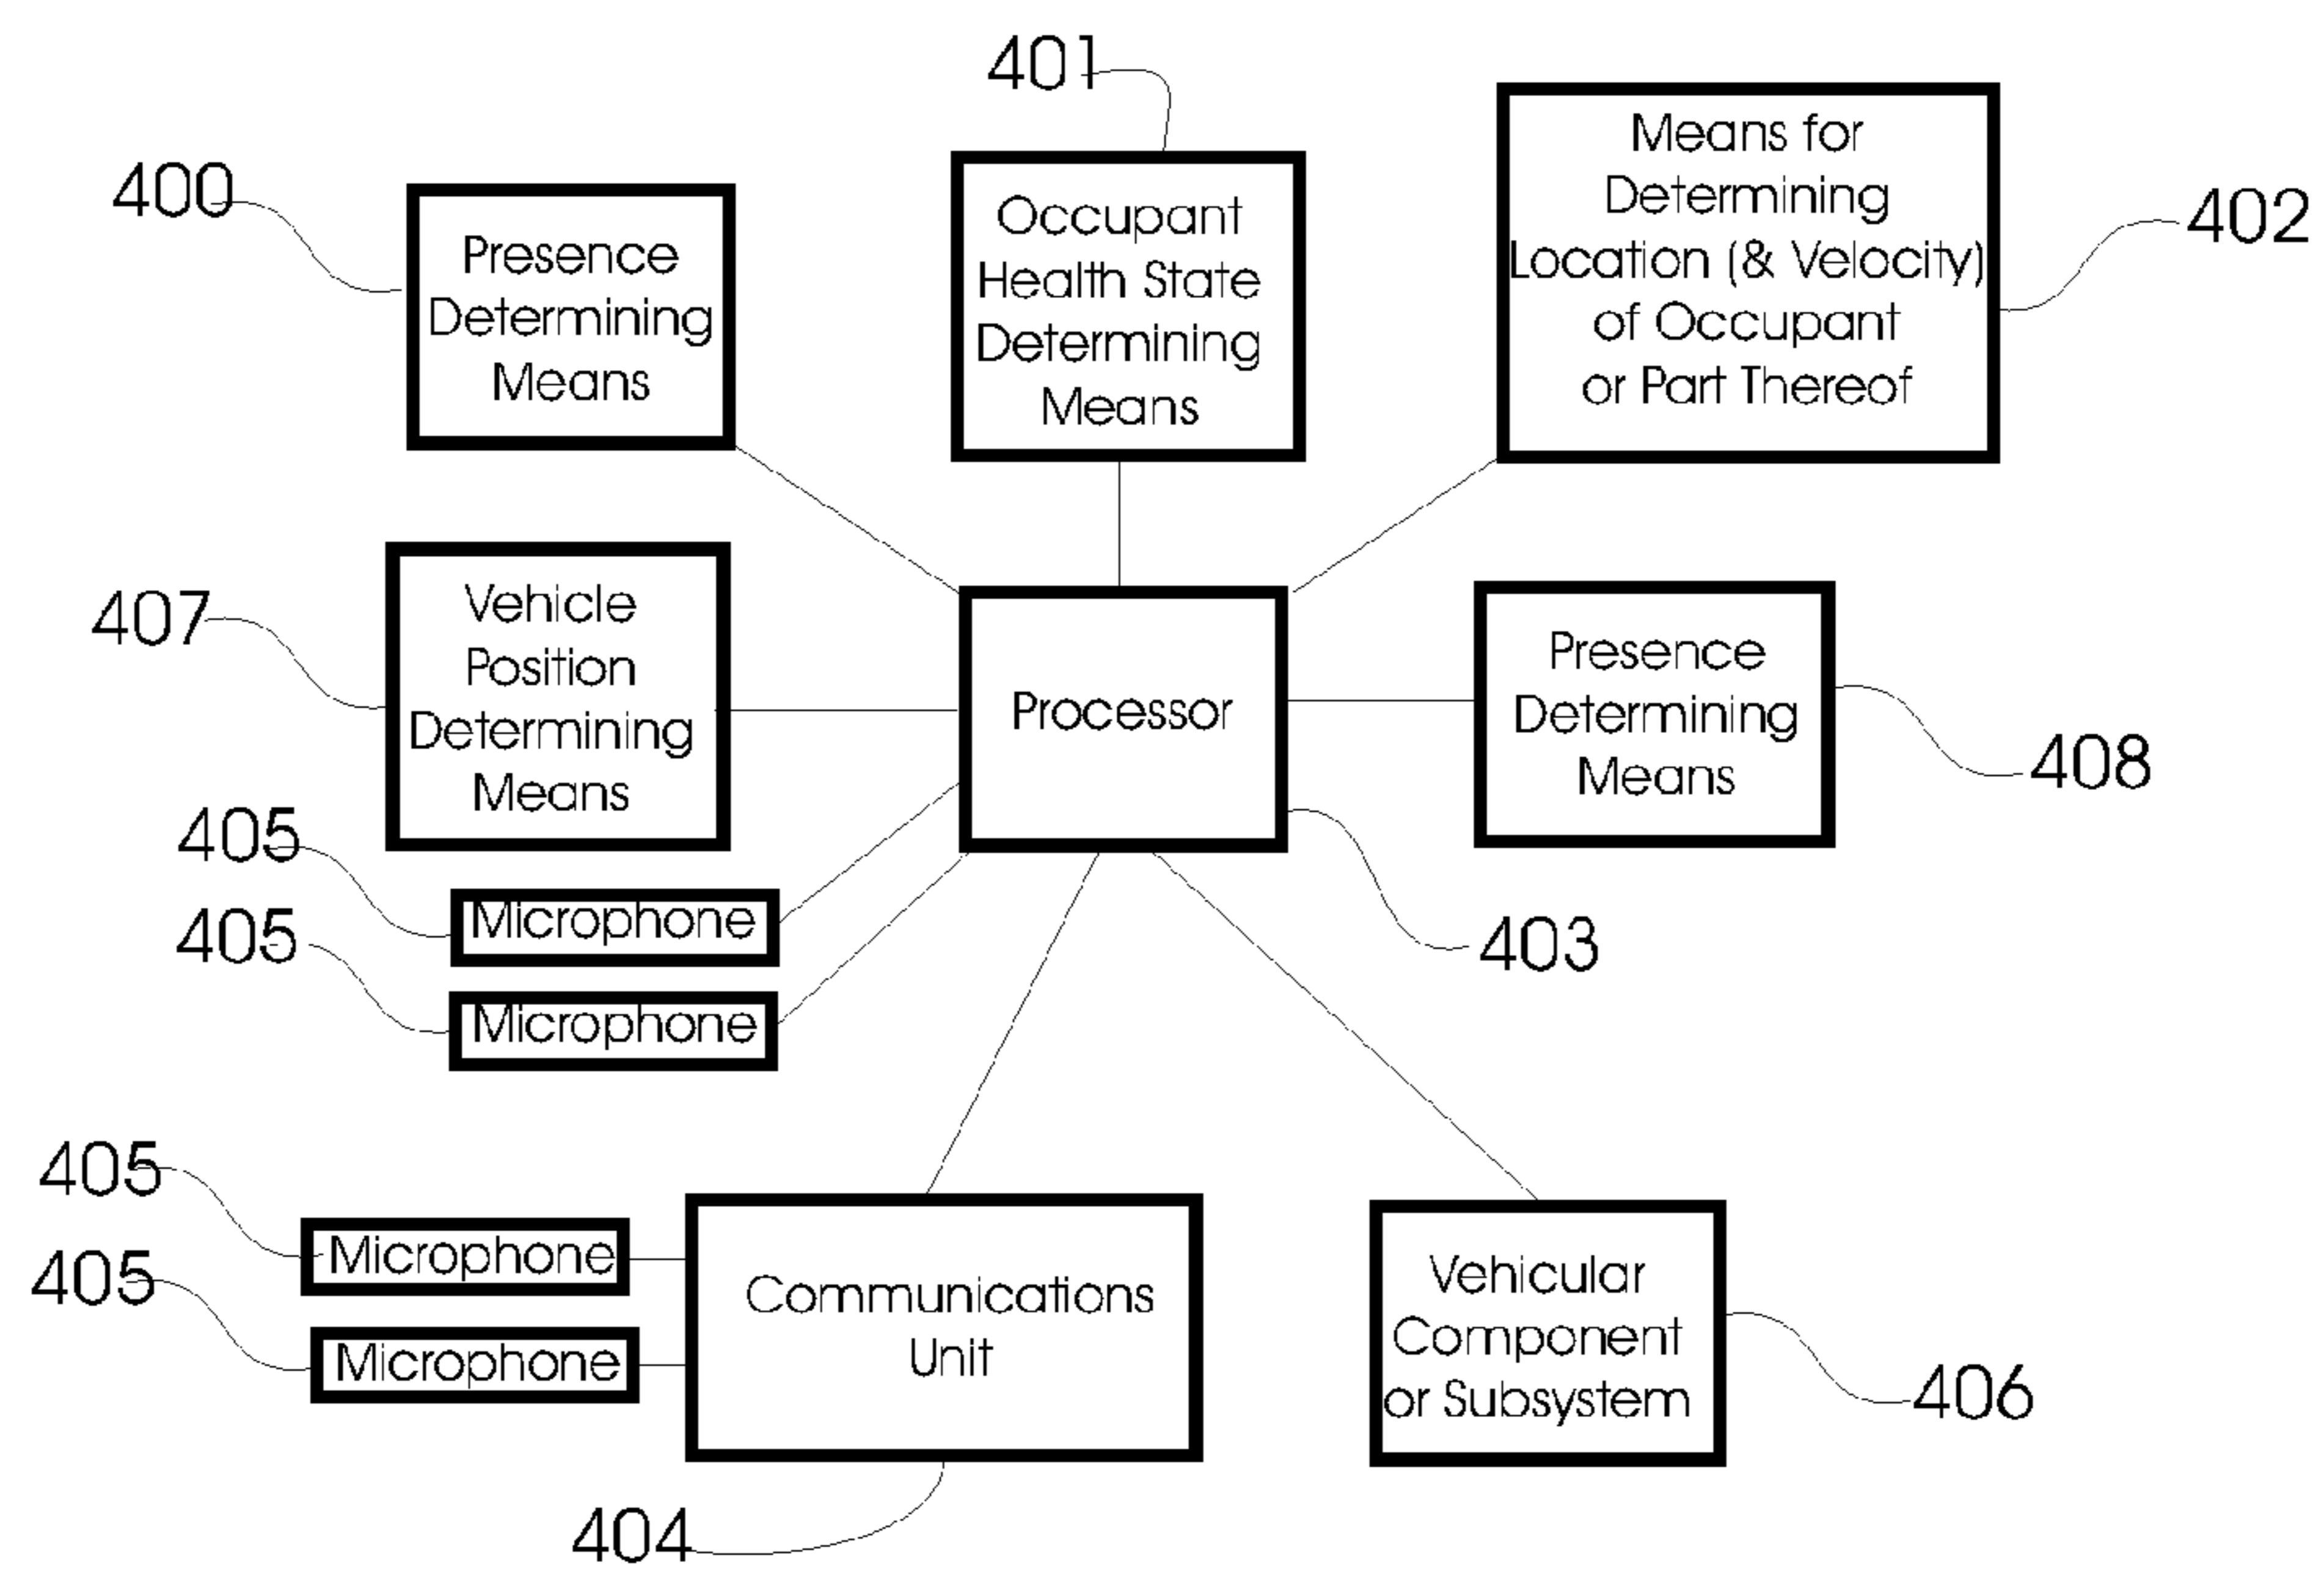 401
Occupant
Health State
Determining
Means
400
Presence
Determining
Means
Means for
Determining
Location (& Velocity)
of Occupant
or Part Thereof
402
407
Vehicle
Position
Determining
Means
Processor
403
Presence
Determining
Means
408
405
Microphone
405
Microphone
405
Microphone
405
Microphone
Communications
Unit
404
Vehicular
Component
or Subsystem
406